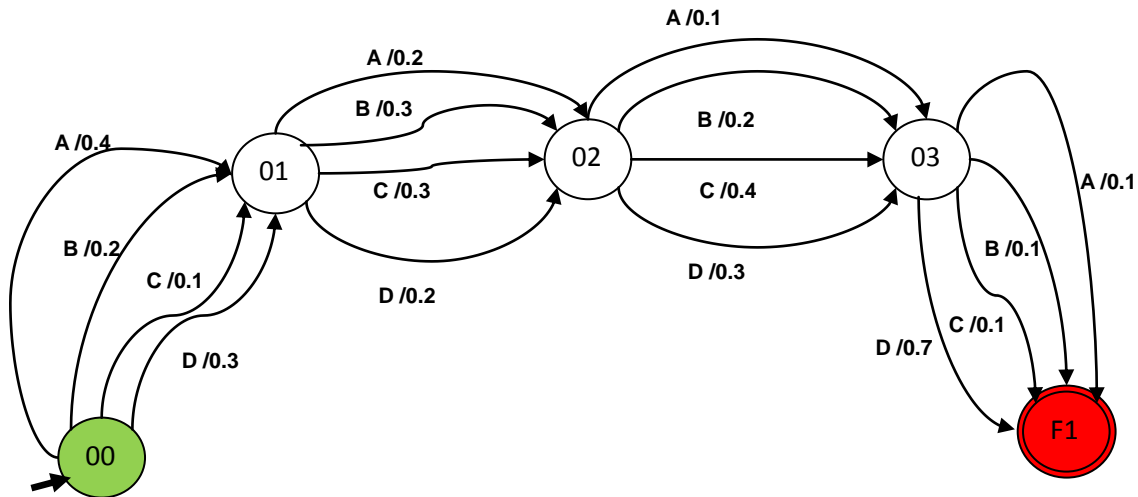 A /0.1
A /0.2
B /0.3
B /0.2
A /0.4
01
02
03
C /0.3
C /0.4
A /0.1
B /0.2
B /0.1
C /0.1
D /0.3
D /0.2
C /0.1
D /0.7
D /0.3
F1
00